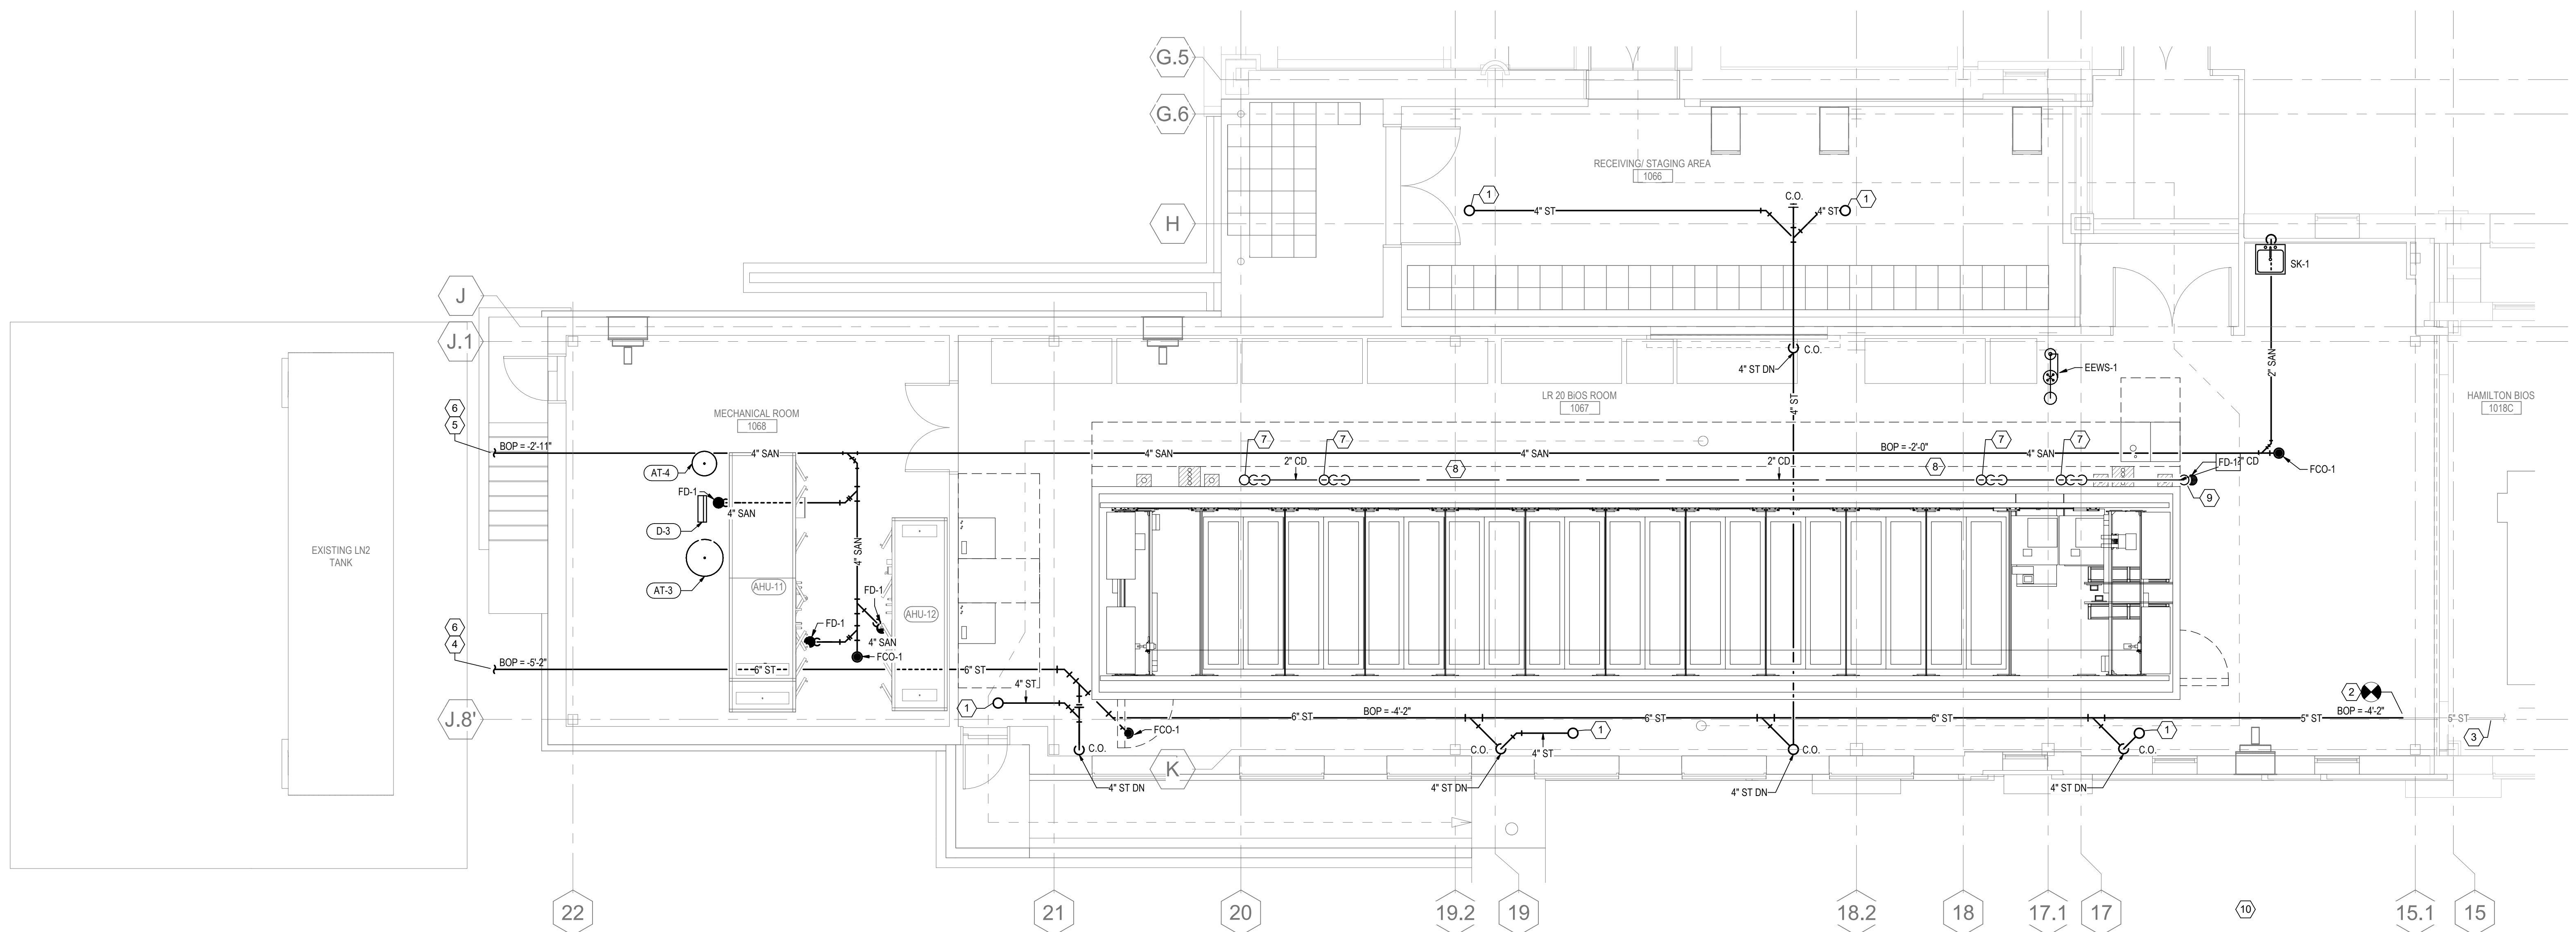 G.5
G.6
RECEIVING/ STAGING AREA
1066
1
C.O.
1
4" ST
4" ST
H
SK-1
J
J.1
C.O.
4" ST DN
EEWS-1
2" SAN
4" ST
LR 20 BiOS ROOM
1067
HAMILTON BIOS
1018C
MECHANICAL ROOM
1068
6
5
BOP = -2'-11"
4" SAN
4" SAN
4" SAN
BOP = -2'-0"
4" SAN
7
7
7
7
2" CD
8
2" CD
8
FD-1
2" CD
FCO-1
9
AT-4
FD-1
4" SAN
D-3
4" SAN
EXISTING LN2
TANK
AT-3
AHU-11
FD-1
AHU-12
FD-1
4" SAN
FCO-1
6
4
BOP = -5'-2"
6" ST
6" ST
4" ST
1
J.8'
FCO-1
6" ST
BOP = -4'-2"
6" ST
6" ST
2
BOP = -4'-2"
5" ST
5" ST
3
1
1
4" ST
C.O.
C.O.
C.O.
C.O.
K
4" ST DN
4" ST DN
4" ST DN
4" ST DN
22
21
20
19.2
19
18.2
18
17.1
17
10
15.1
15